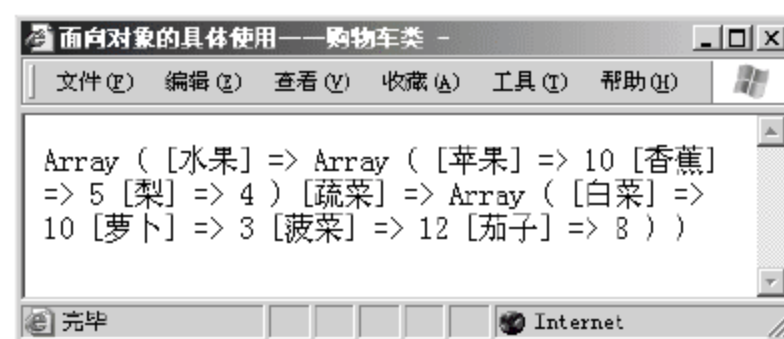 面向对象的具体使用——购物车类 -
文件(F) 编辑(E) 查看(V) 收藏(A) 工具(T) 帮助(H)
Array ( [水果] => Array ( [苹果] => 10 [香蕉]
=> 5 [梨] => 4 ) [蔬菜] => Array ( [白菜] =>
10 [萝卜] => 3 [菠菜] => 12 [茄子] => 8 ) )
完毕 Internet